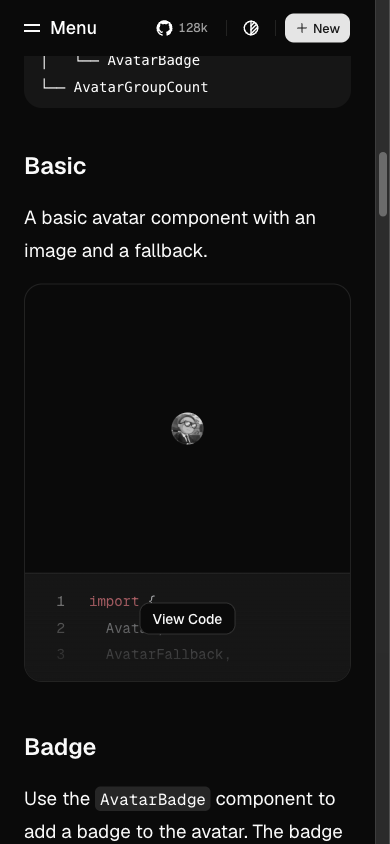 Menu
128k
New
│   └── AvatarBadge
└── AvatarGroupCount
Basic
A basic avatar component with an
image and a fallback.
1 import {
2 Avat
View Code
3 AvatarFallback,
Badge
Use the AvatarBadge component to
add a badge to the avatar. The badge